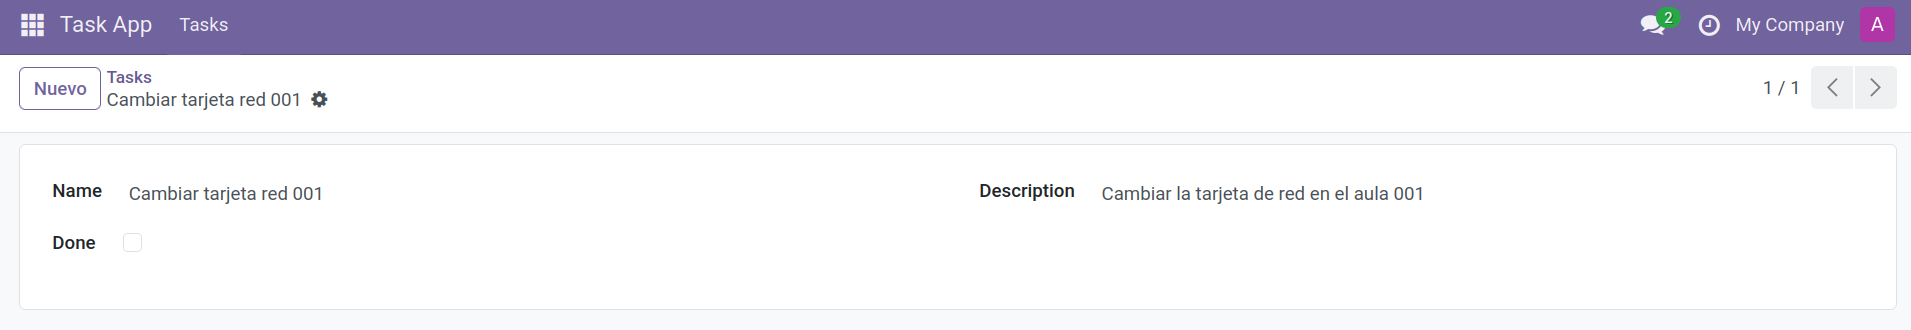 Task App Tasks 2 My Company A
Nuevo Tasks
Cambiar tarjeta red 001 1 / 1
Name Cambiar tarjeta red 001 Description Cambiar la tarjeta de red en el aula 001
Done